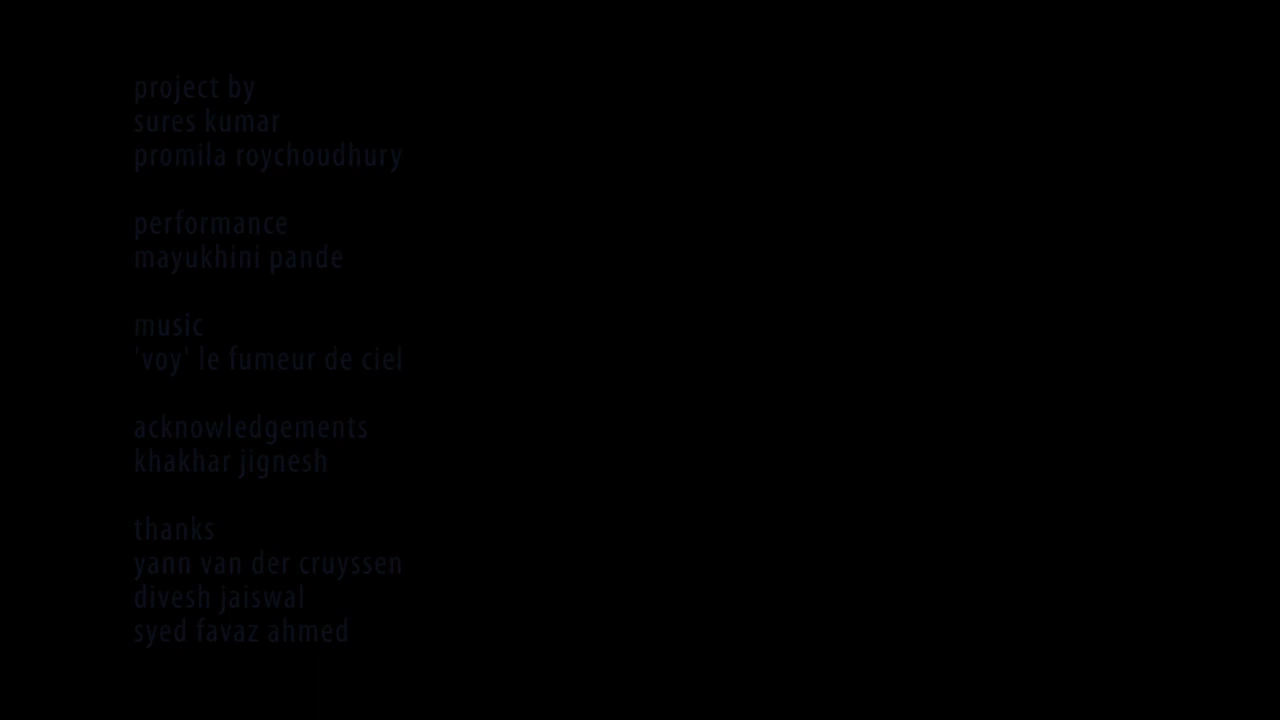 project by
sures kumar
promila roychoudhury
performance
mayukhini pande
music
'voy' le fumeur de ciel
acknowledgements
khakhar jignesh
thanks
yann van der cruyssen
divesh jaiswal
syed favaz ahmed